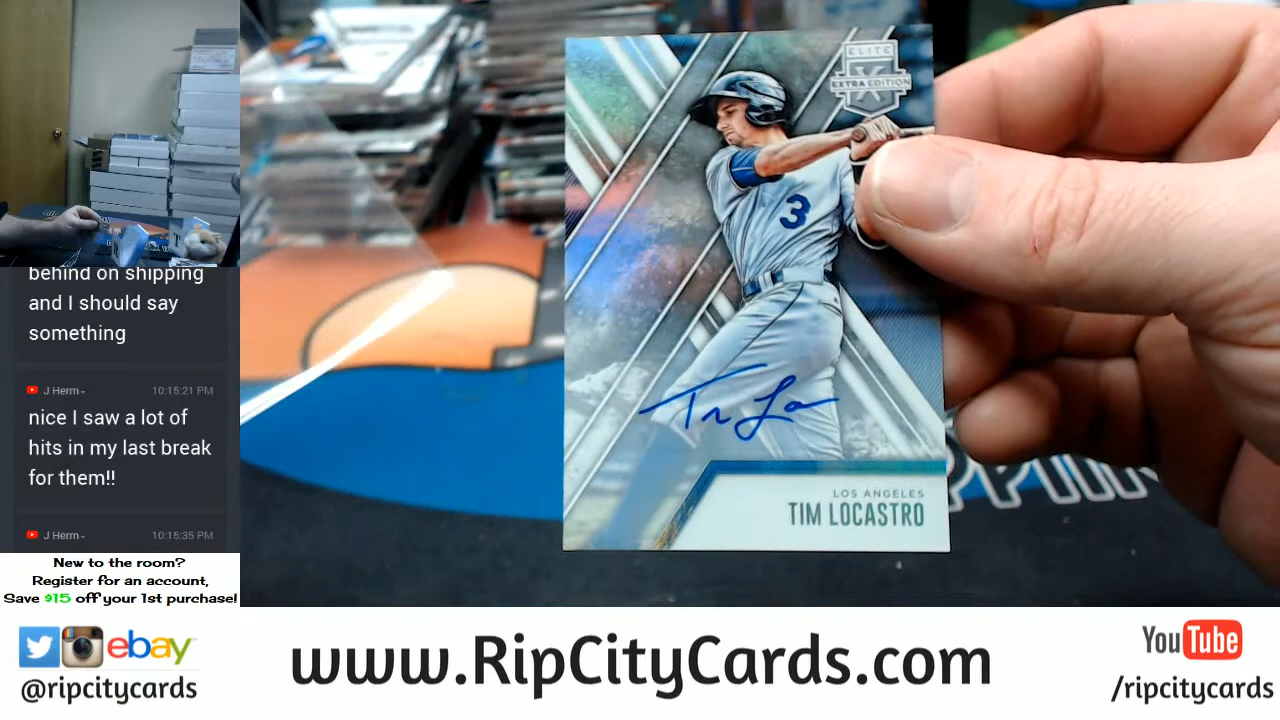 behind on shipping
and I should say
something
J Herm
10:15:21 PM
nice I saw a lot of
hits in my last break
for them!!
J Herm
10:15:35 PM
New to the room?
Register for an account,
Save $15 off your 1st purchase!
ELITE
X
EXTRA EDITION
3
LOS ANGELES
TIM LOCASTRO
ebay
@ripcitycards
www.RipCityCards.com
YouTube
/ripcitycards